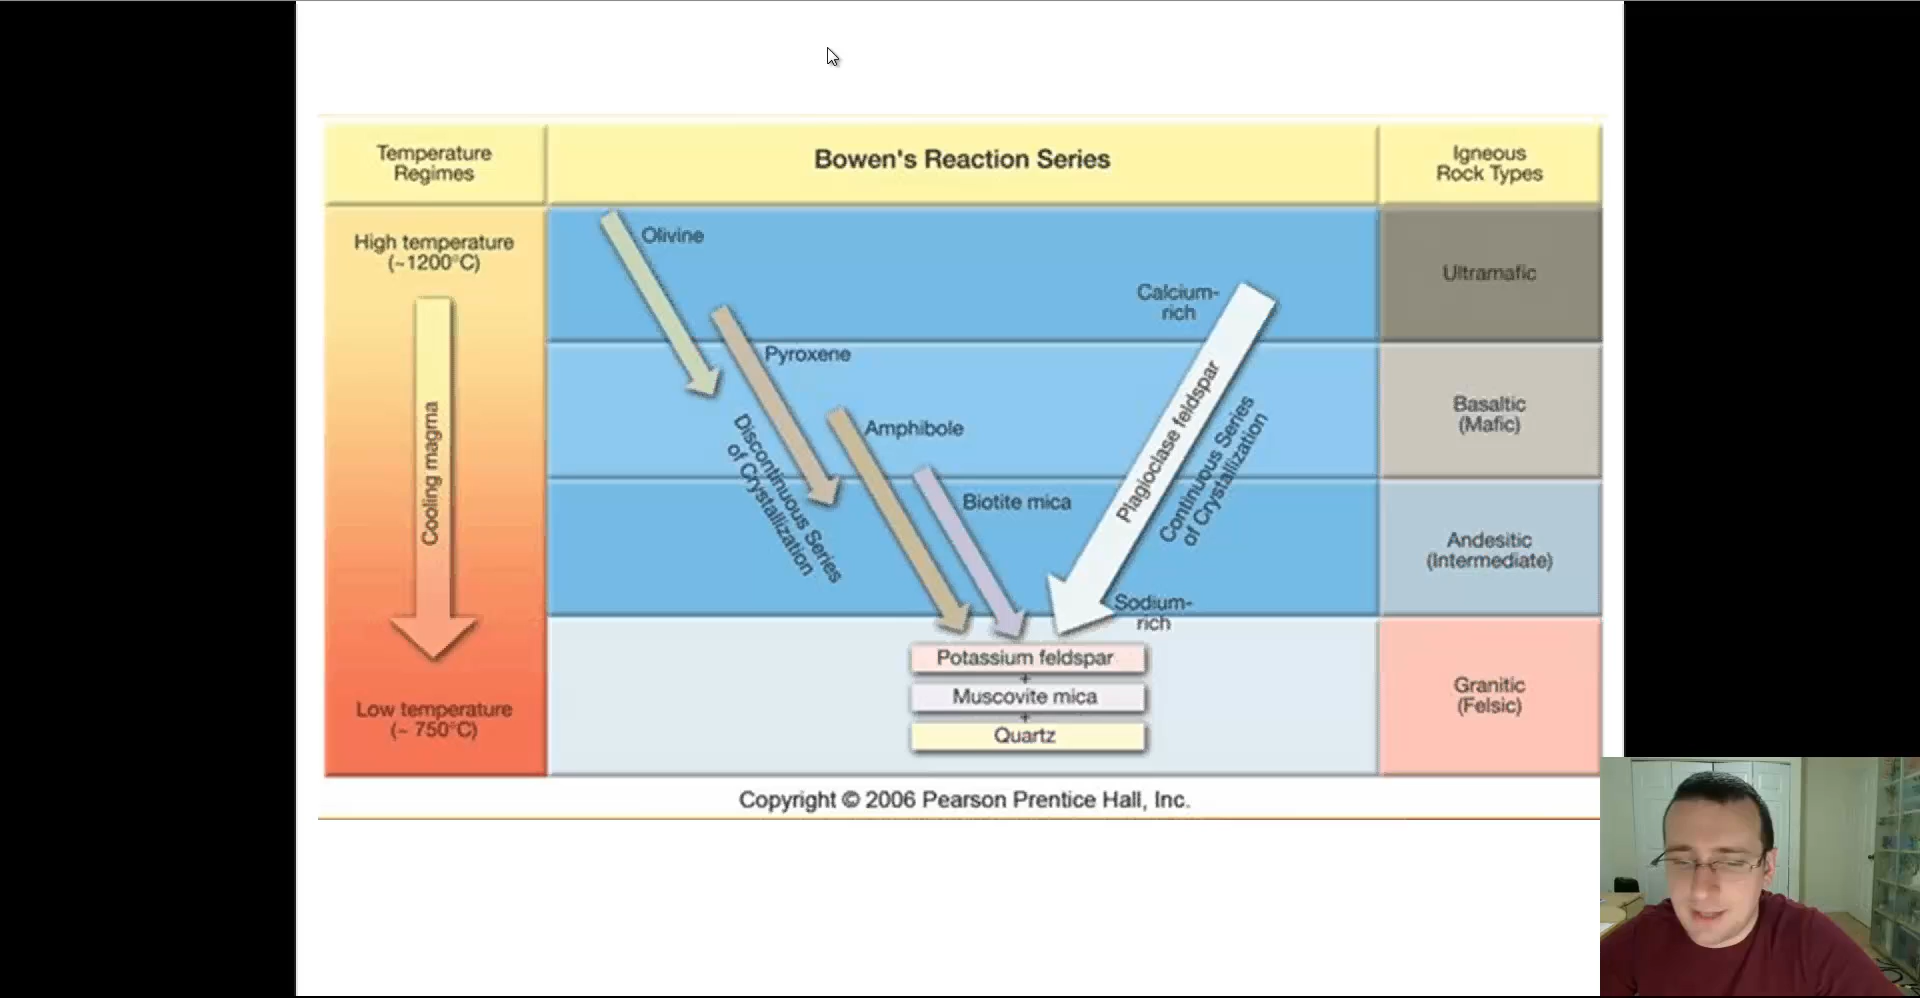 Temperature
Regimes
Bowen's Reaction Series
Igneous
Rock Types
High temperature
(~1200°C)
Cooling magma
Low temperature
(~ 750°C)
Olivine
Pyroxene
Amphibole
Biotite mica
Discontinuous Series
of Crystallization
Calcium-
rich
Plagioclase feldspar
Continuous Series
of Crystallization
Sodium-
rich
Potassium feldspar
+
Muscovite mica
+
Quartz
Ultramafic
Basaltic
(Mafic)
Andesitic
(Intermediate)
Granitic
(Felsic)
Copyright © 2006 Pearson Prentice Hall, Inc.